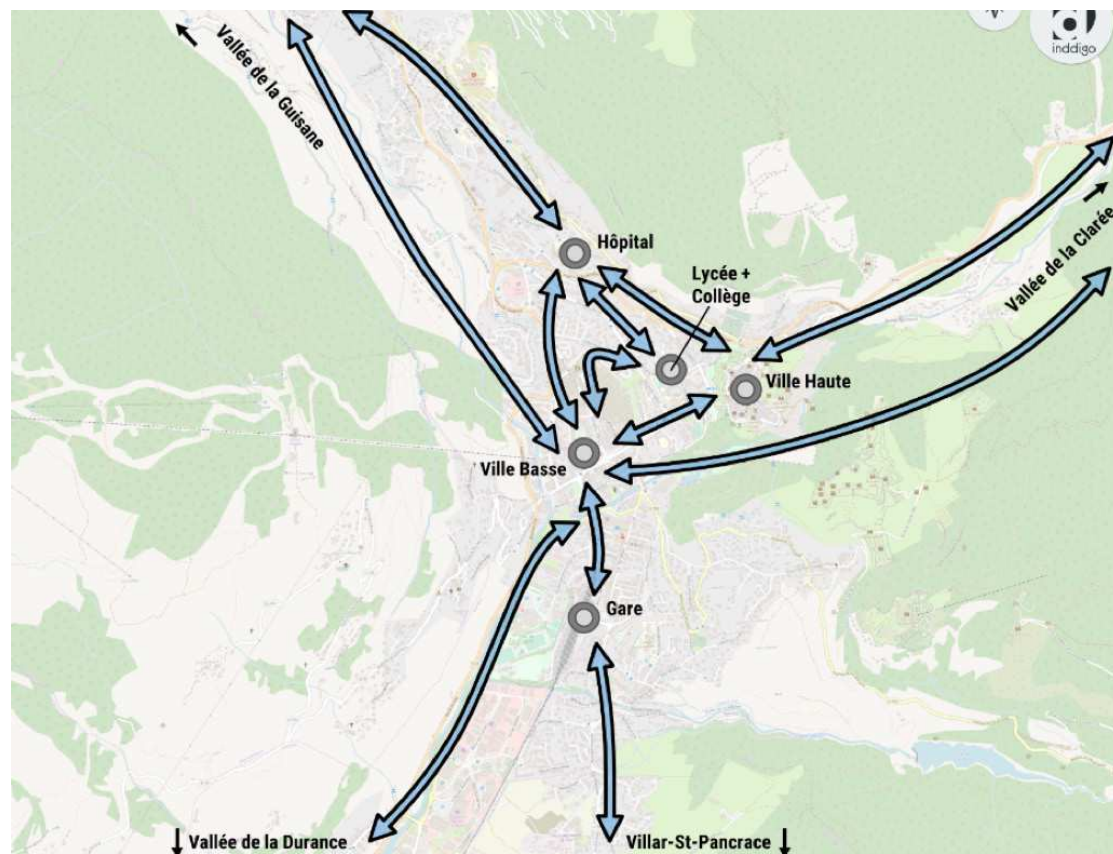 inddigo
Vallée de la Guisane
Hôpital
Lycée +
Collège
Vallée de la Clarée
Ville Haute
Ville Basse
Gare
Vallée de la Durance
Villar-St-Pancrace